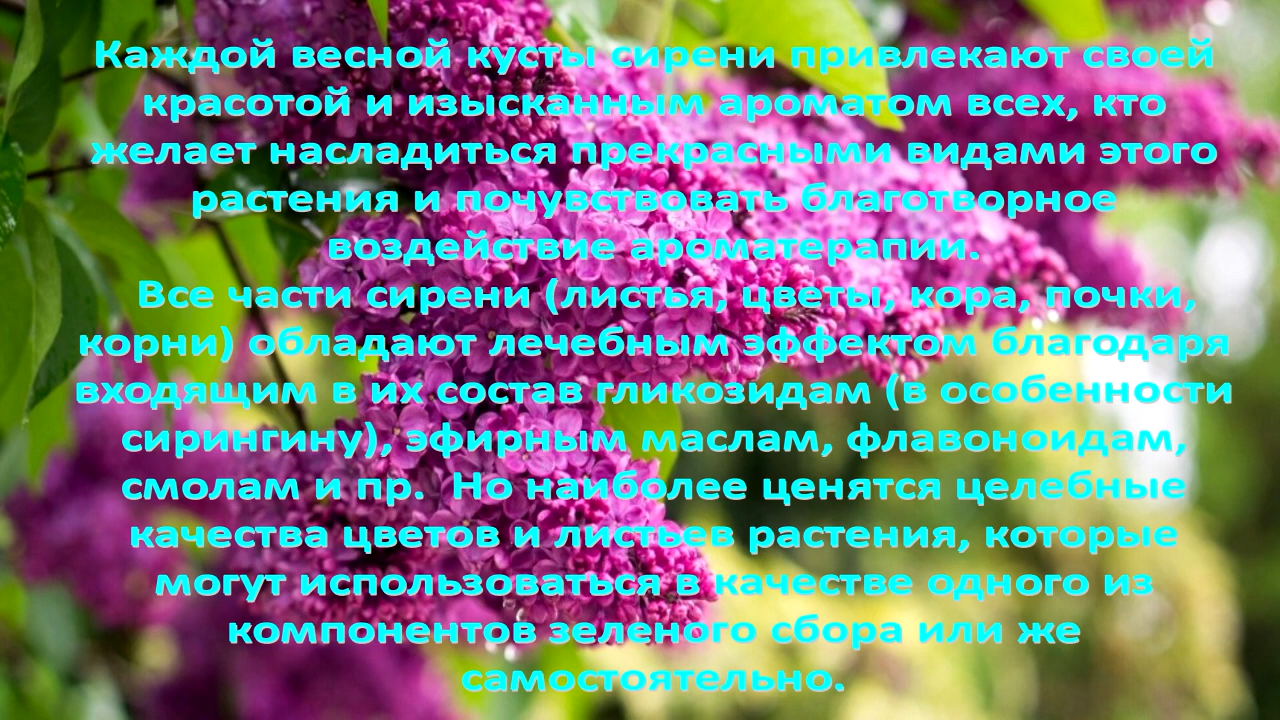 Каждой весной кусты сирени привлекают своей
красотой и изысканным ароматом всех, кто
желает насладиться прекрасными видами этого
растения и почувствовать благотворное
воздействие ароматерапии.
Все части сирени (листья, цветы, кора, почки,
корни) обладают лечебным эффектом благодаря
входящим в их состав гликозидам (в особенности
сирингину), эфирным маслам, флавоноидам,
смолам и пр.  Но наиболее ценятся целебные
качества цветов и листьев растения, которые
могут использоваться в качестве одного из
компонентов зеленого сбора или же
самостоятельно.